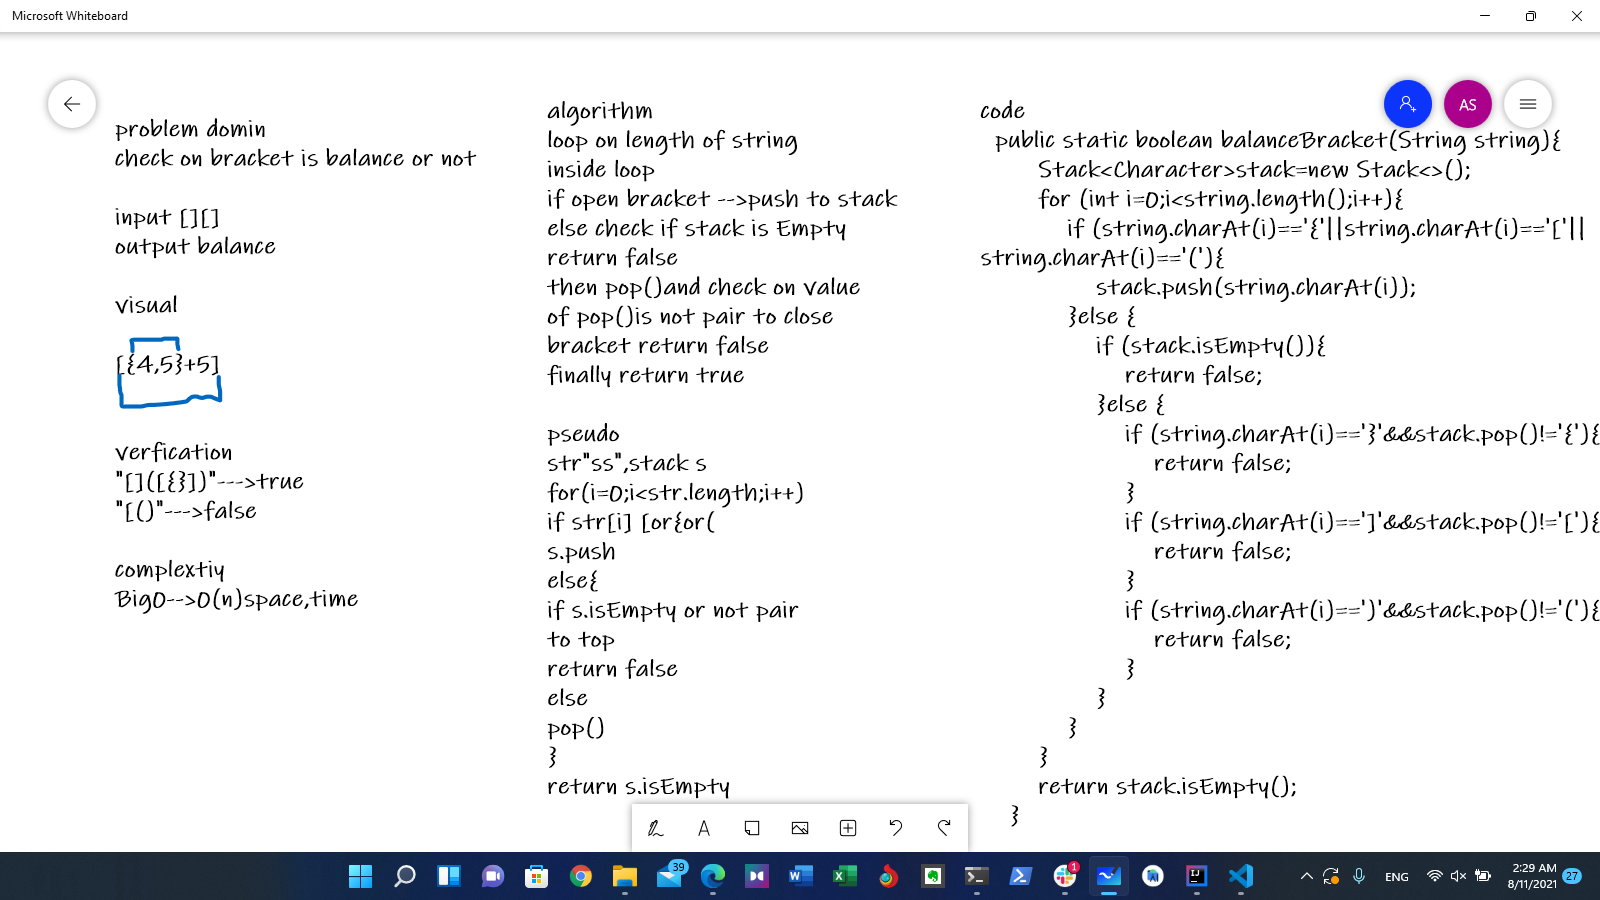 Microsoft Whiteboard
problem domin
check on bracket is balance or not
input [][]
output balance
visual
[{4,5}+5]
verfication
"[]([{}])"--->true
"[()"--->false
complextiy
BigO-->O(n)space,time
algorithm
loop on length of string
inside loop
if open bracket -->push to stack
else check if stack is Empty
return false
then pop()and check on value
of pop()is not pair to close
bracket return false
finally return true
pseudo
str"ss",stack s
for(i=0;i<str.length;i++)
if str[i] [or{or(
s.push
else{
if s.isEmpty or not pair
to top
return false
else
pop()
}
return s.isEmpty
AS
code
public static boolean balanceBracket(String string){
Stack<Character>stack=new Stack<>();
for (int i=0;i<string.length();i++){
if (string.charAt(i)=='{'||string.charAt(i)=='['||
string.charAt(i)=='('){
stack.push(string.charAt(i));
}else {
if (stack.isEmpty()){
return false;
}else {
if (string.charAt(i)=='}'&&stack.pop()!='{'){
return false;
}
if (string.charAt(i)==']'&&stack.pop()!='['){
return false;
}
if (string.charAt(i)==')'&&stack.pop()!='('){
return false;
}
}
}
}
return stack.isEmpty();
}
39
1
ENG
2:29 AM
8/11/2021
27